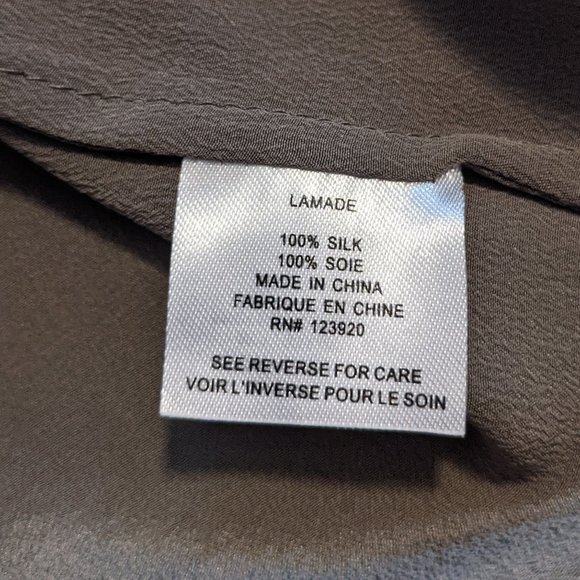 LAMADE
100% SILK
100% SOIE
MADE IN CHINA
FABRIQUE EN CHINE
RN# 123920
SEE REVERSE FOR CARE
VOIR L'INVERSE POUR LE SOIN